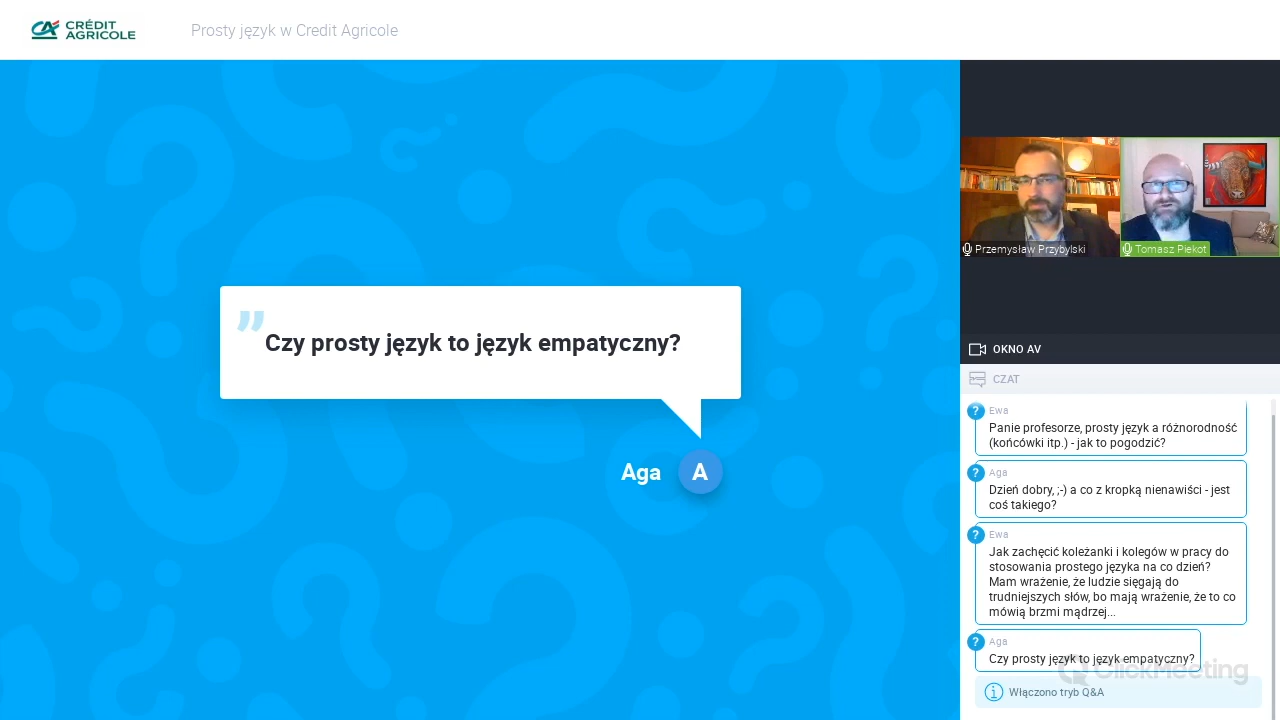 CRÉDIT
AGRICOLE
Prosty język w Credit Agricole
Czy prosty język to język empatyczny?
Aga A
Przemysław Przybylski
Tomasz Piekot
OKNO AV
CZAT
? Ewa
Panie profesorze, prosty język a różnorodność
(końcówki itp.) - jak to pogodzić?
? Aga
Dzień dobry, ;-) a co z kropką nienawiści - jest
coś takiego?
? Ewa
Jak zachęcić koleżanki i kolegów w pracy do
stosowania prostego języka na co dzień?
Mam wrażenie, że ludzie sięgają do
trudniejszych słów, bo mają wrażenie, że to co
mówią brzmi mądrzej...
? Aga
Czy prosty język to język empatyczny?
ClickMeeting
Włączono tryb Q&A